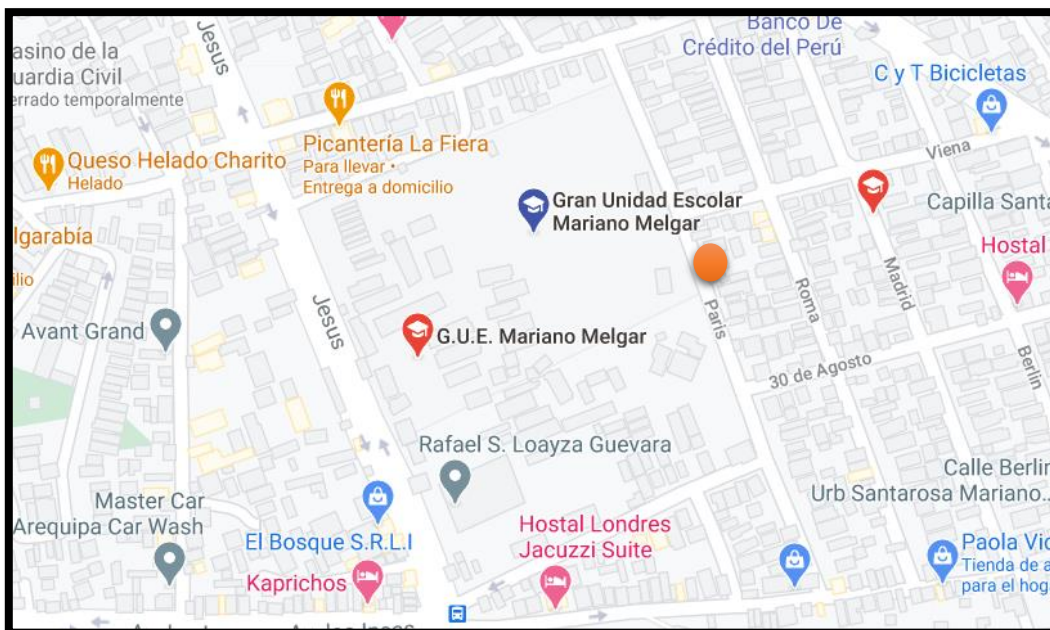 Jesus
Banco De
Crédito del Perú
asino de la
uardia Civil
errado temporalmente
C y T Bicicletas
Queso Helado Charito
Helado
Picantería La Fiera
Para llevar •
Entrega a domicilio
Viena
Gran Unidad Escolar
Mariano Melgar
Capilla Santa
lgarabía
ilio
Hostal
Madrid
Roma
Paris
Jesus
Avant Grand
G.U.E. Mariano Melgar
30 de Agosto
Berlin
Rafael S. Loayza Guevara
Calle Berlin
Urb Santarosa Mariano...
Master Car
Arequipa Car Wash
El Bosque S.R.L.I
Hostal Londres
Jacuzzi Suite
Kaprichos
Paola Vic
Tienda de a
para el hog